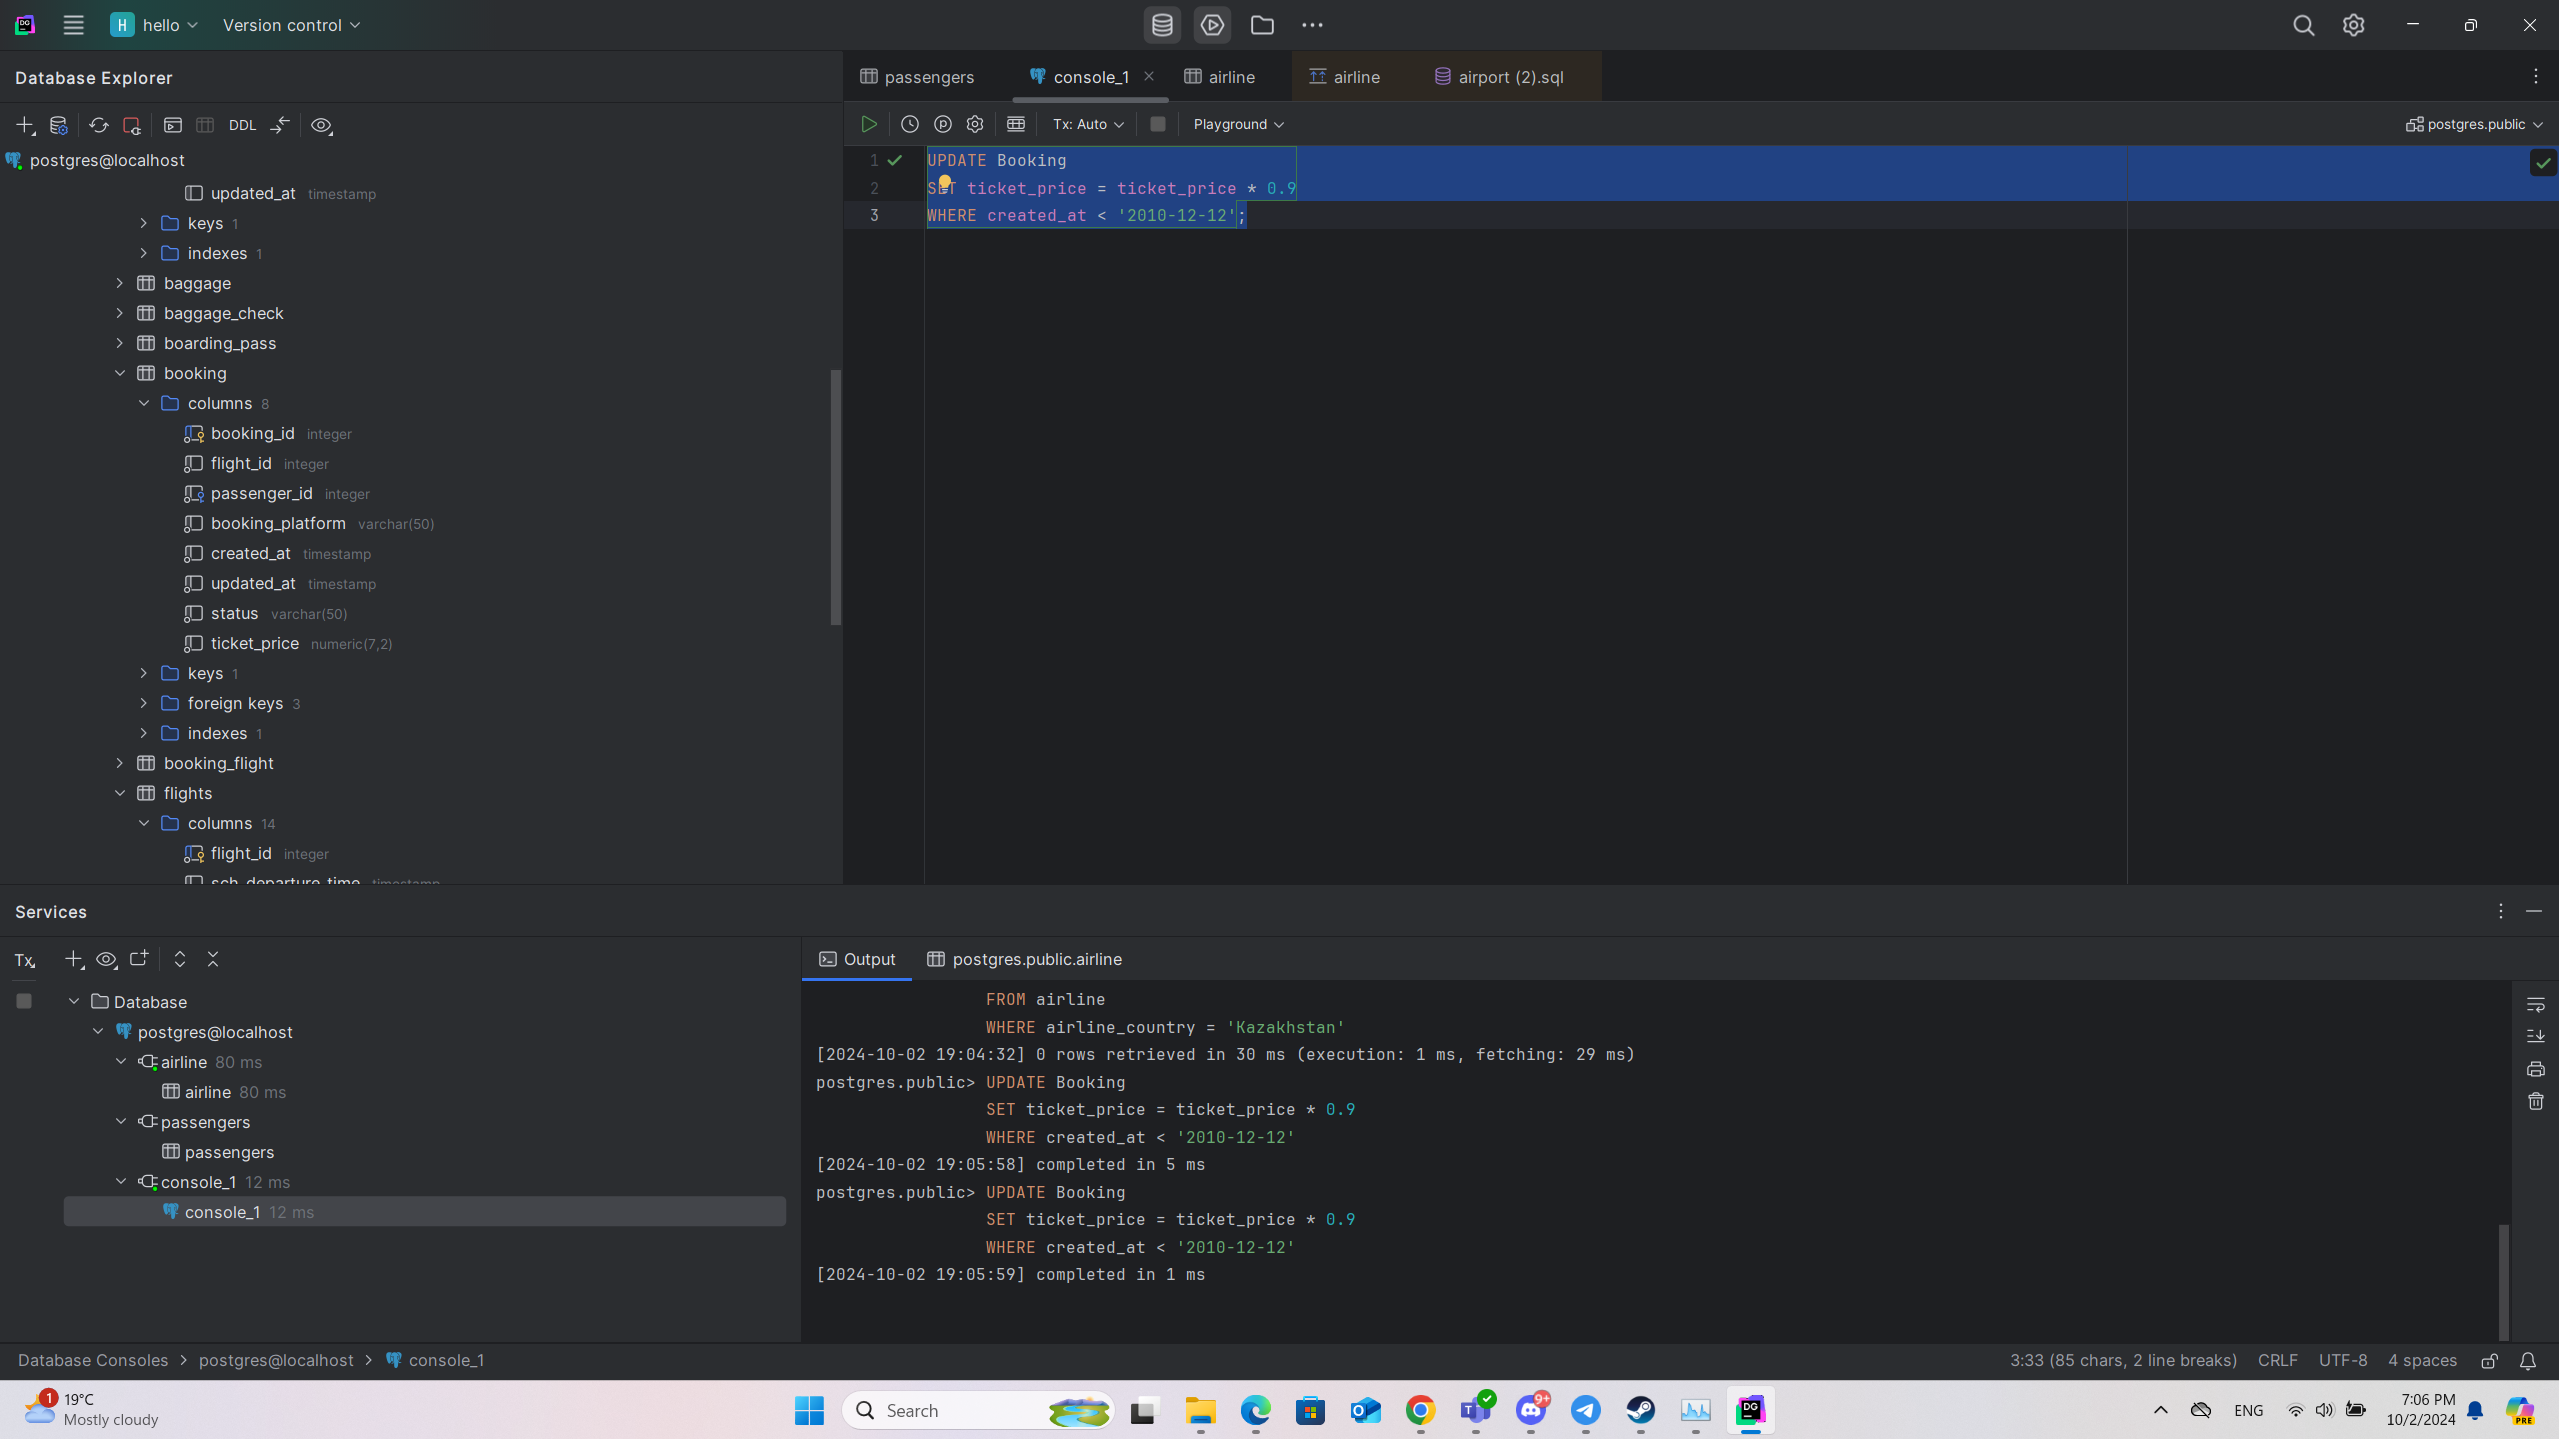 H hello Version control
Database Explorer
DDL
postgres@localhost
updated_at timestamp
keys 1
indexes 1
baggage
baggage_check
boarding_pass
booking
columns 8
booking_id integer
flight_id integer
passenger_id integer
booking_platform varchar(50)
created_at timestamp
updated_at timestamp
status varchar(50)
ticket_price numeric(7,2)
keys 1
foreign keys 3
indexes 1
booking_flight
flights
columns 14
flight_id integer
sch_departure_time timestamp
passengers console_1 airline airline airport (2).sql
Tx: Auto Playground postgres.public
1 UPDATE Booking
2 SET ticket_price = ticket_price * 0.9
3 WHERE created_at < '2010-12-12';
Services
Tx
Database
postgres@localhost
airline 80 ms
airline 80 ms
passengers
passengers
console_1 12 ms
console_1 12 ms
Output postgres.public.airline
FROM airline
WHERE airline_country = 'Kazakhstan'
[2024-10-02 19:04:32] 0 rows retrieved in 30 ms (execution: 1 ms, fetching: 29 ms)
postgres.public> UPDATE Booking
SET ticket_price = ticket_price * 0.9
WHERE created_at < '2010-12-12'
[2024-10-02 19:05:58] completed in 5 ms
postgres.public> UPDATE Booking
SET ticket_price = ticket_price * 0.9
WHERE created_at < '2010-12-12'
[2024-10-02 19:05:59] completed in 1 ms
Database Consoles > postgres@localhost > console_1
3:33 (85 chars, 2 line breaks) CRLF UTF-8 4 spaces
1 19°C
Mostly cloudy
Search
9+
DG
ENG
7:06 PM
10/2/2024
PRE